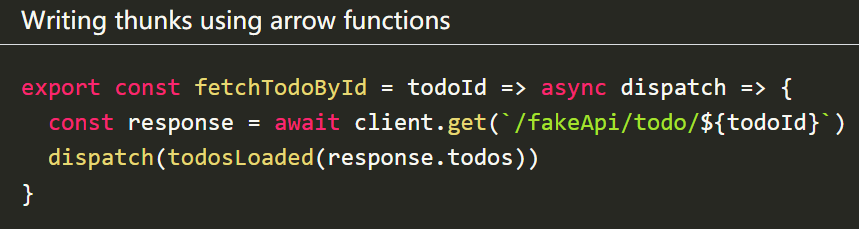 Writing thunks using arrow functions
export const fetchTodoById = todoId => async dispatch => {
  const response = await client.get(`/fakeApi/todo/${todoId}`)
  dispatch(todosLoaded(response.todos))
}